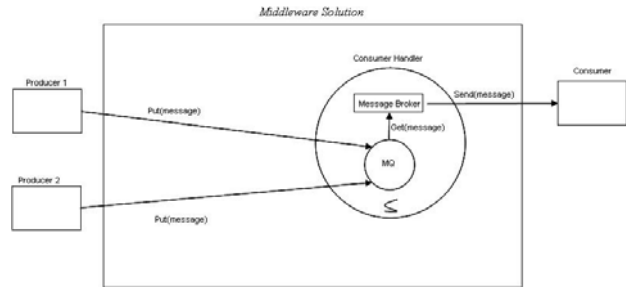 Middleware Solution
Consumer Handler
Producer 1
Consumer
Put(message)
Message Broker
Send(message)
Get(message)
MQ
Producer 2
Put(message)